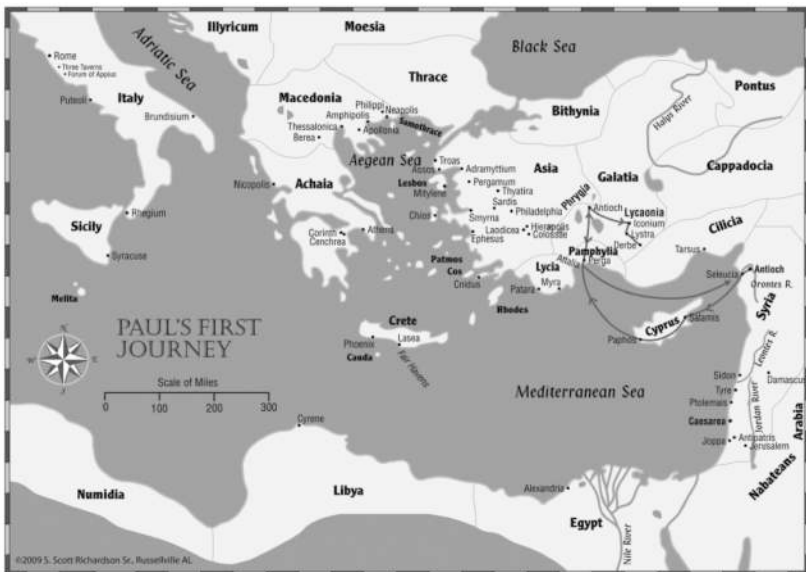 Illyricum
Moesia
Black Sea
Adriatic Sea
Rome
Three Taverns
Forum of Appius
Thrace
Pontus
Italy
Puteoli
Brundisium
Macedonia
Philippi
Neapolis
Amphipolis
Thessalonica
Apollonia
Berea
Samothrace
Bithynia
Halys River
Aegean Sea
Troas
Assos
Adramyttium
Asia
Galatia
Cappadocia
Lesbos
Mitylene
Pergamum
Thyatira
Nicopolis
Achaia
Sardis
Phrygia
Antioch
Lycaonia
Iconium
Sicily
Rhegium
Chios
Smyrna
Philadelphia
Cilicia
Corinth
Cenchrea
Athens
Laodicea
Hierapolis
Colossae
Ephesus
Lystra
Derbe
Tarsus
Syracuse
Patmos
Cos
Pamphylia
Attalia
Perga
Seleucia
Antioch
Orontes R.
Cnidus
Lycia
Patara
Myra
Syria
Melita
Rhodes
Crete
Cyprus
Salamis
Paphos
PAUL'S FIRST
JOURNEY
Phoenix
Lasea
Cauda
Fair Havens
Leontes R.
Scale of Miles
0 100 200 300
Mediterranean Sea
Sidon
Damascus
Tyre
Ptolemais
Jordan River
Cyrene
Caesarea
Arabia
Joppa
Antipatris
Jerusalem
Nabateans
Numidia
Libya
Alexandria
Egypt
Nile River
©2009 S. Scott Richardson Sr., Russellville AL